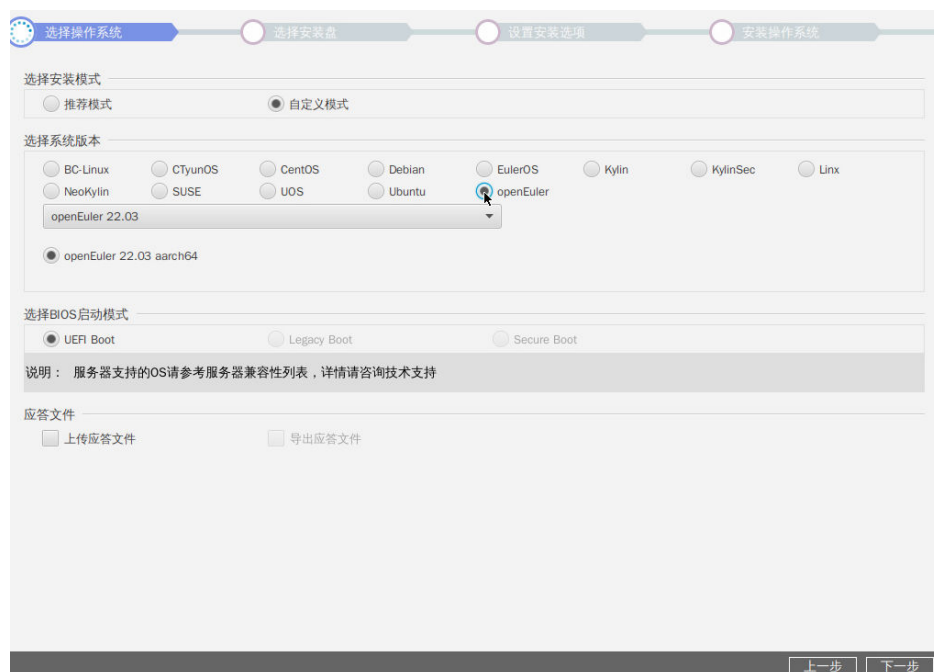 选择操作系统 选择安装盘 设置安装选项 安装操作系统
选择安装模式
推荐模式 自定义模式
选择系统版本
BC-Linux CTyunOS CentOS Debian EulerOS Kylin KylinSec Linx
NeoKylin SUSE UOS Ubuntu openEuler
openEuler 22.03
openEuler 22.03 aarch64
选择BIOS启动模式
UEFI Boot Legacy Boot Secure Boot
说明： 服务器支持的OS请参考服务器兼容性列表，详情请咨询技术支持
应答文件
上传应答文件 导出应答文件
上一步 下一步